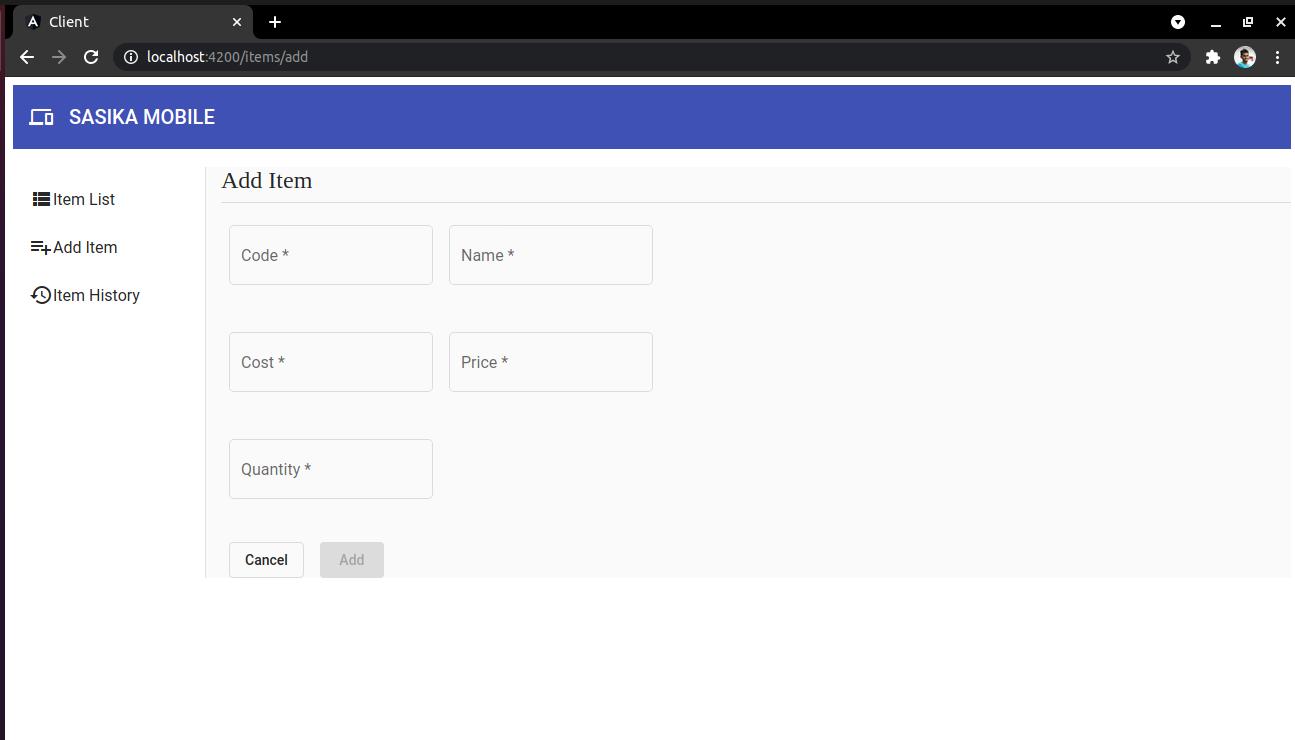 Client
localhost:4200/items/add
SASIKA MOBILE
Item List
Add Item
Item History
Add Item
Code * Name *
Cost * Price *
Quantity *
Cancel Add